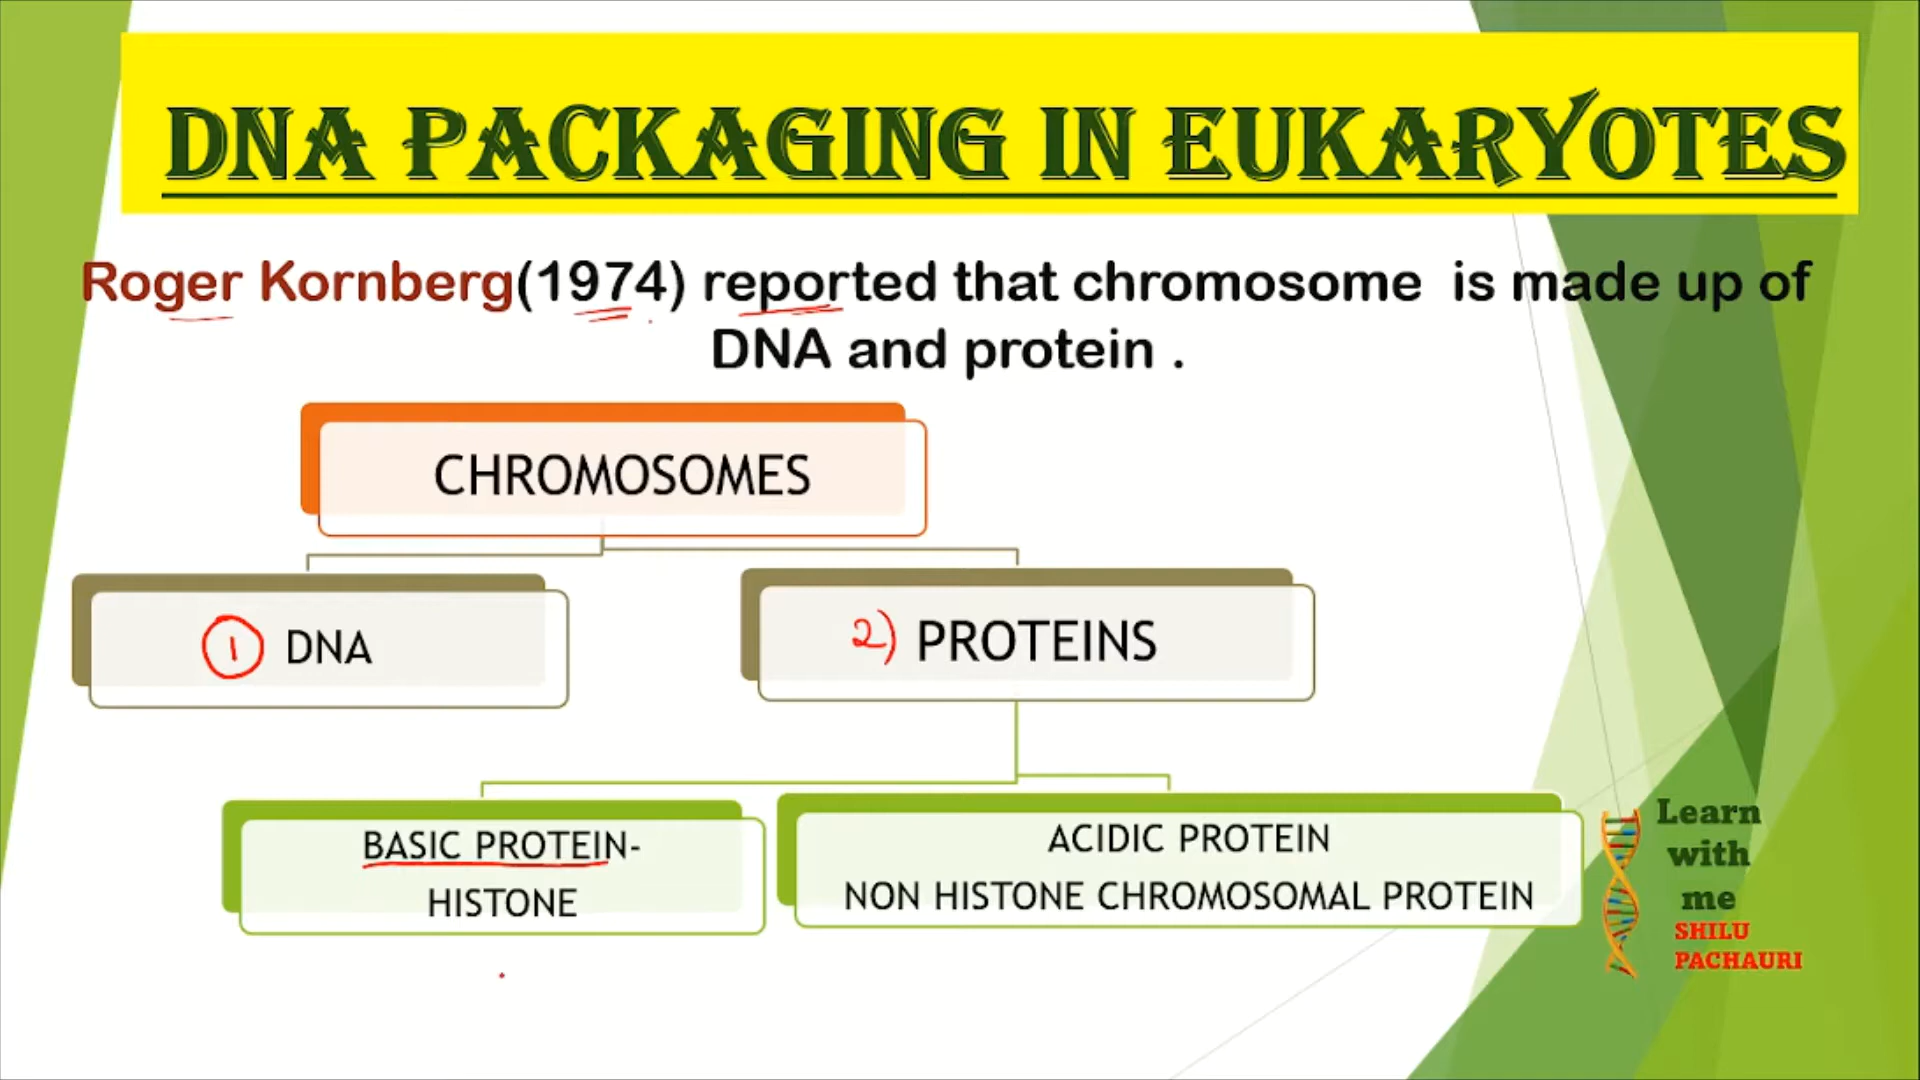 DNA PACKAGING IN EUKARYOTES
Roger Kornberg(1974) reported that chromosome is made up of
DNA and protein .
CHROMOSOMES
1 DNA
2) PROTEINS
BASIC PROTEIN-
HISTONE
ACIDIC PROTEIN
NON HISTONE CHROMOSOMAL PROTEIN
Learn
with
me
SHILU
PACHAURI